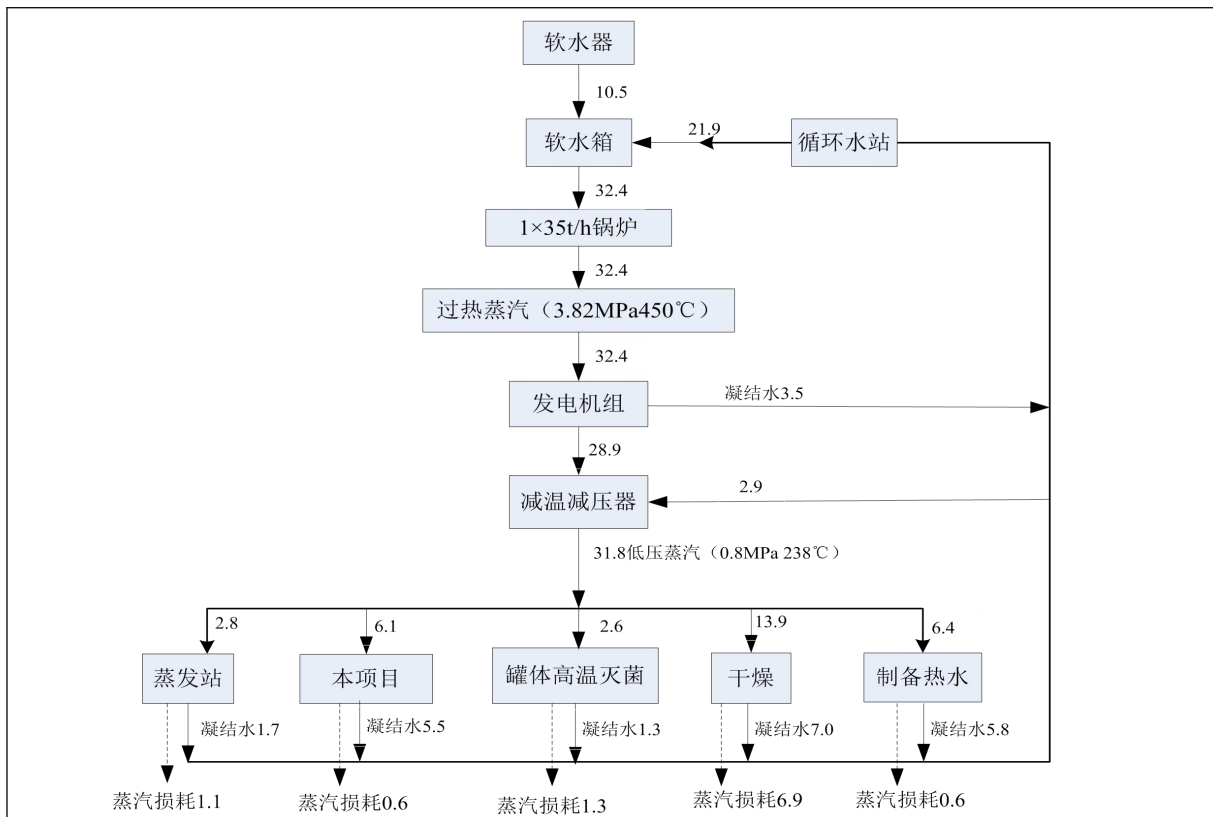 软水器
10.5
软水箱
21.9
循环水站
32.4
1×35t/h锅炉
32.4
过热蒸汽（3.82MPa450℃）
32.4
发电机组
凝结水3.5
28.9
减温减压器
2.9
31.8低压蒸汽（0.8MPa 238℃）
2.8
6.1
2.6
13.9
6.4
蒸发站
本项目
罐体高温灭菌
干燥
制备热水
凝结水1.7
凝结水5.5
凝结水1.3
凝结水7.0
凝结水5.8
蒸汽损耗1.1
蒸汽损耗0.6
蒸汽损耗1.3
蒸汽损耗6.9
蒸汽损耗0.6